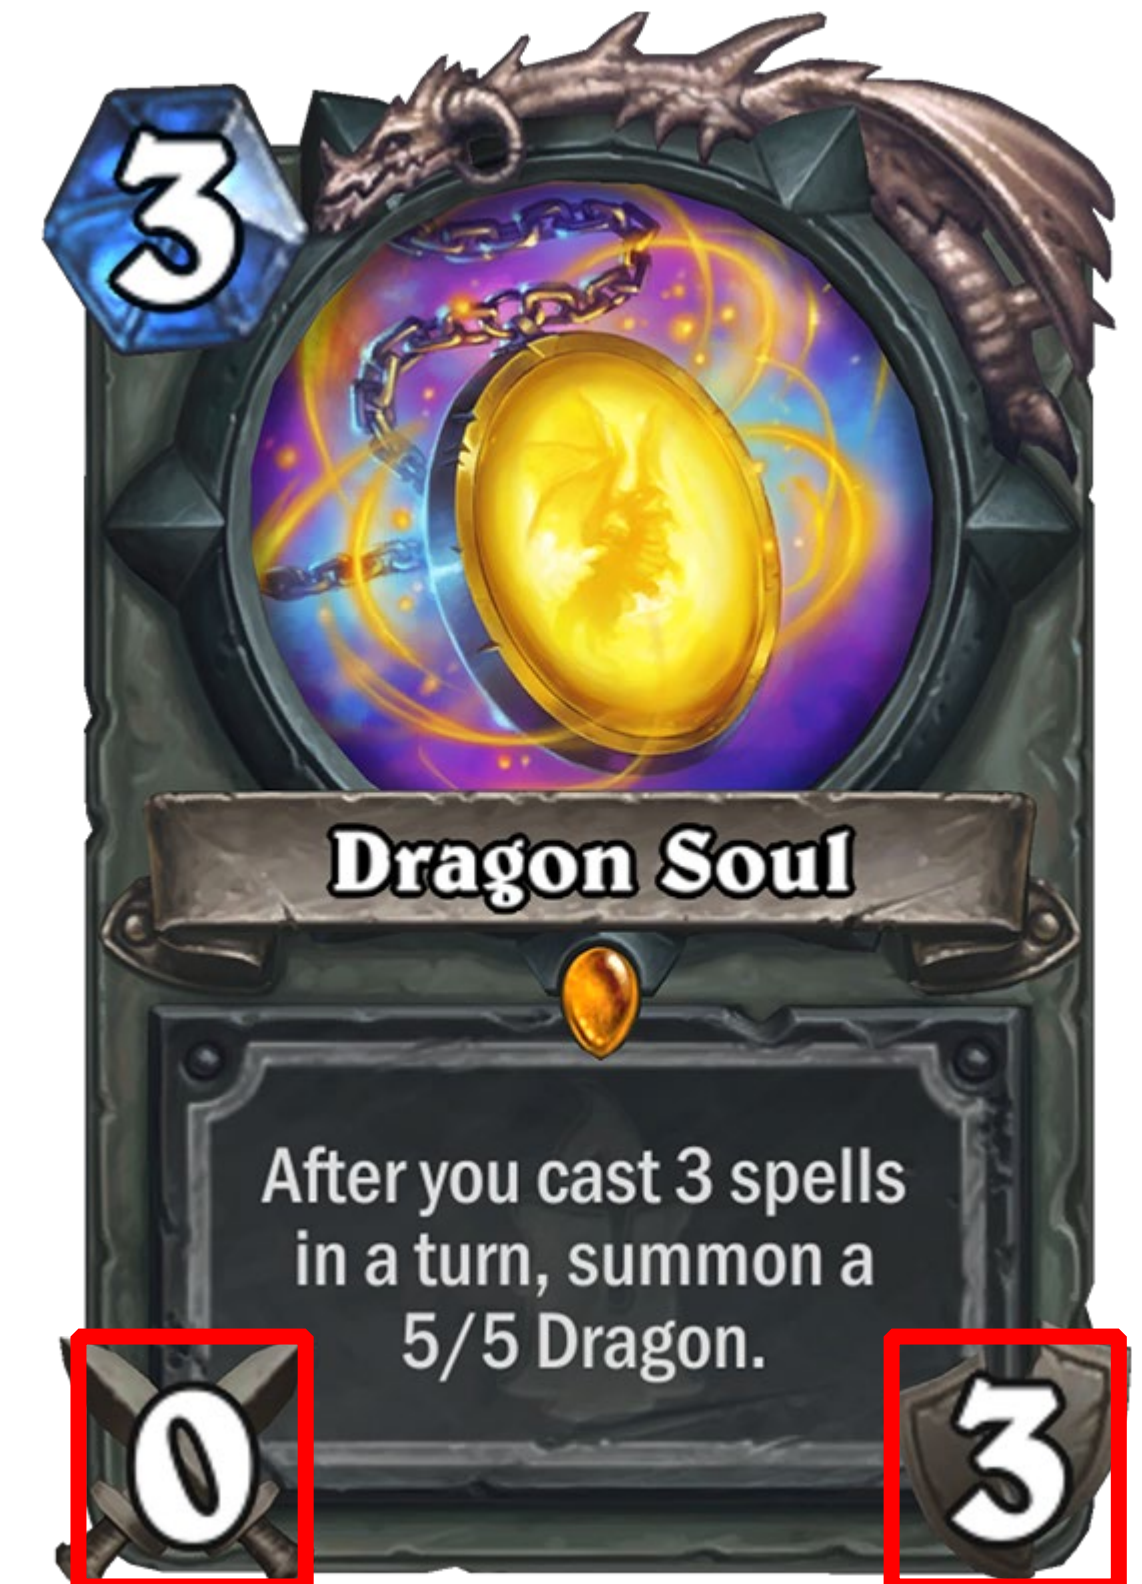 3
Dragon Soul
After you cast 3 spells
in a turn, summon a
5/5 Dragon.
0
3